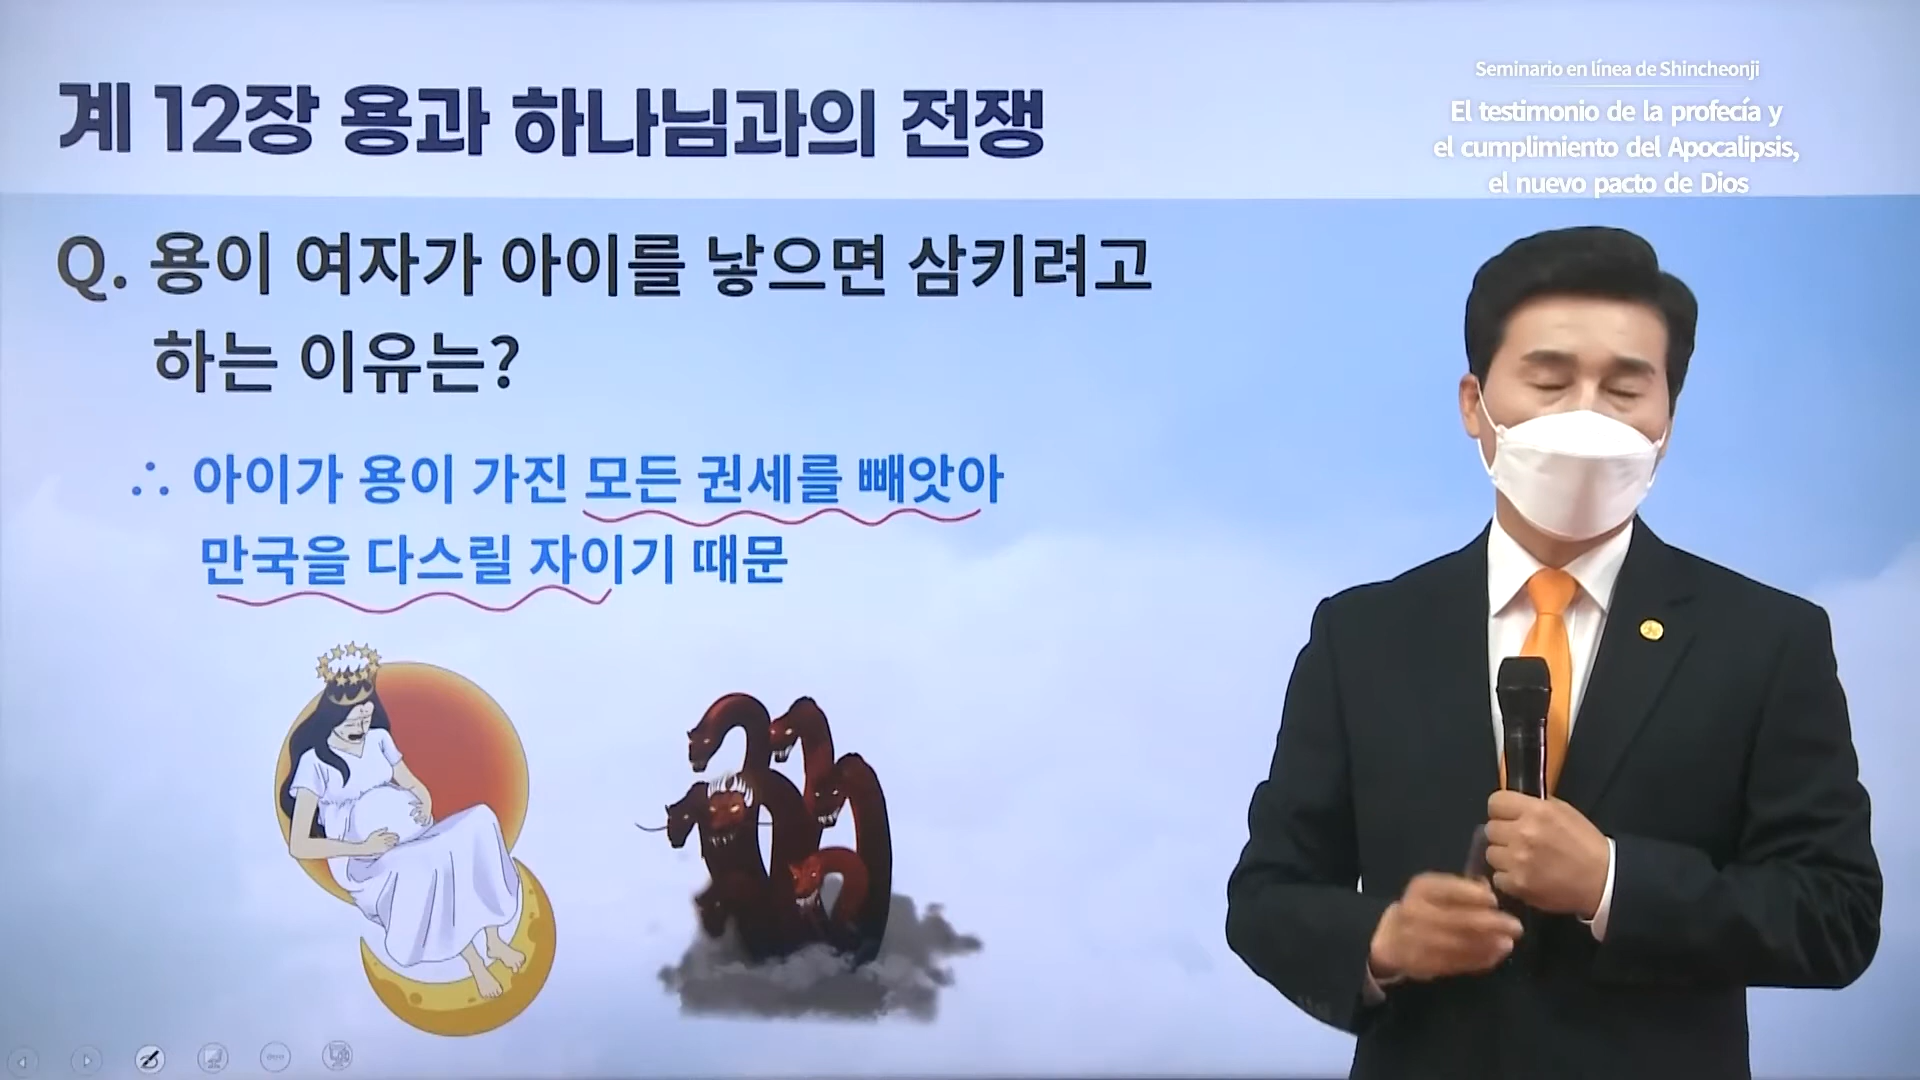 계 12장 용과 하나님과의 전쟁
Seminario en línea de Shincheonji
El testimonio de la profecía y
el cumplimiento del Apocalipsis,
el nuevo pacto de Dios
Q. 용이 여자가 아이를 낳으면 삼키려고
하는 이유는?
∴ 아이가 용이 가진 모든 권세를 빼앗아
만국을 다스릴 자이기 때문